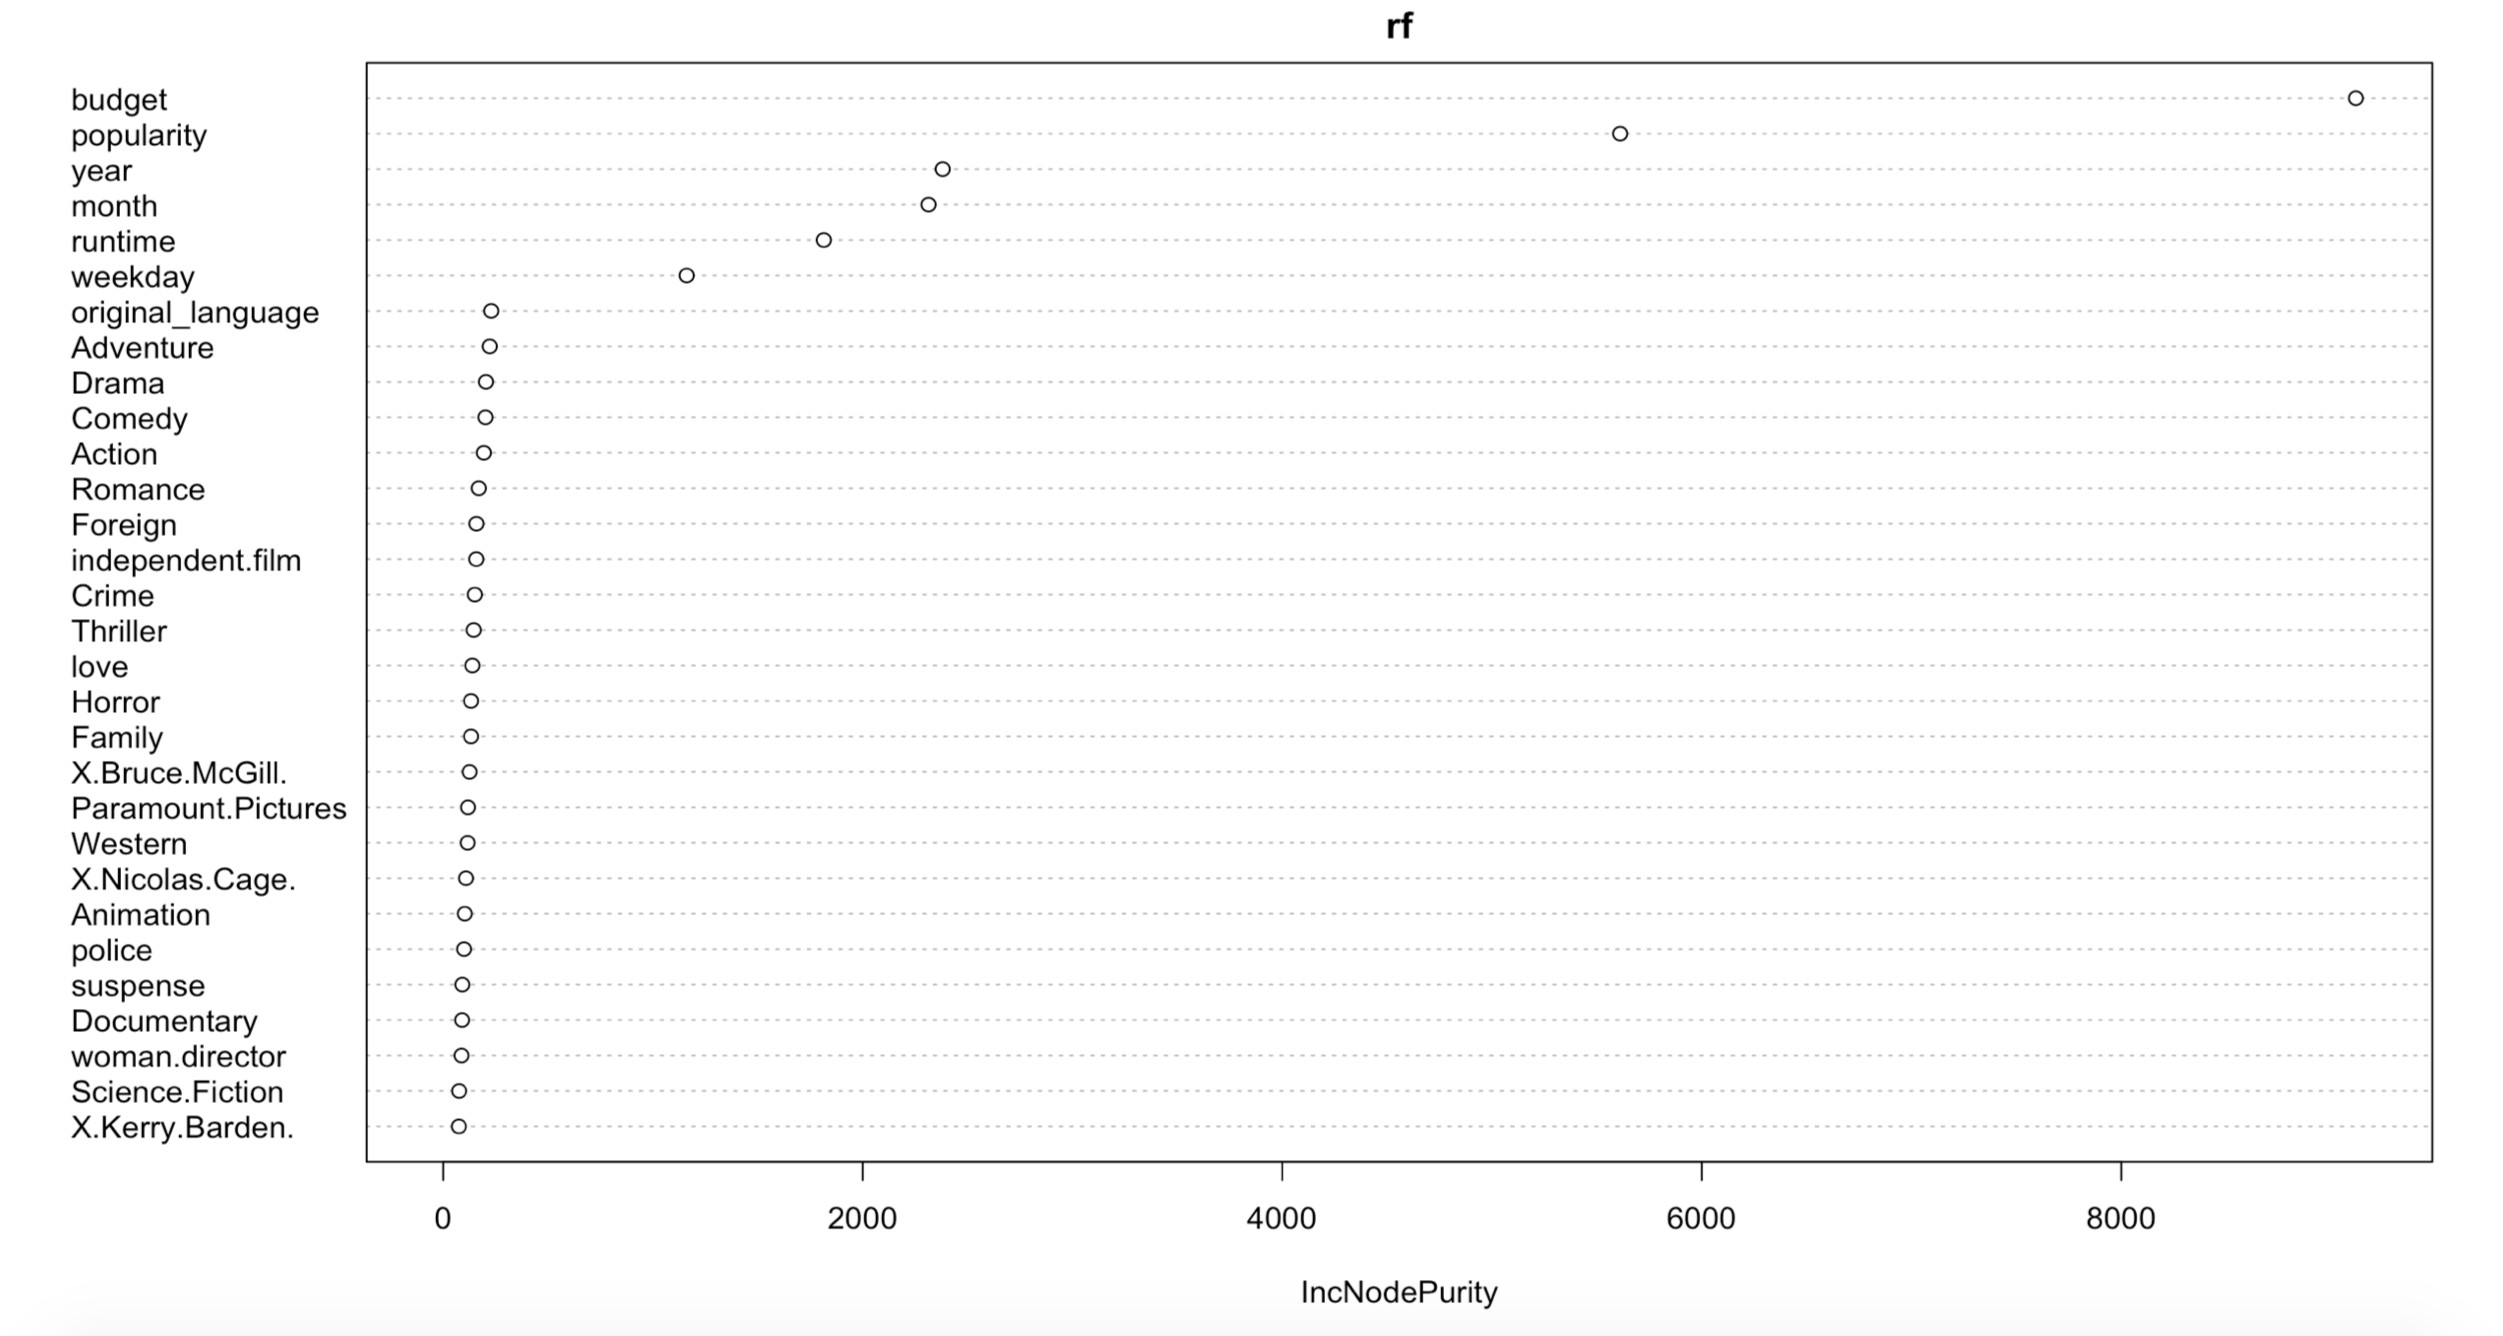 rf
budget
popularity
year
month
runtime
weekday
original_language
Adventure
Drama
Comedy
Action
Romance
Foreign
independent.film
Crime
Thriller
love
Horror
Family
X.Bruce.McGill.
Paramount.Pictures
Western
X.Nicolas.Cage.
Animation
police
suspense
Documentary
woman.director
Science.Fiction
X.Kerry.Barden.
0 2000 4000 6000 8000
IncNodePurity